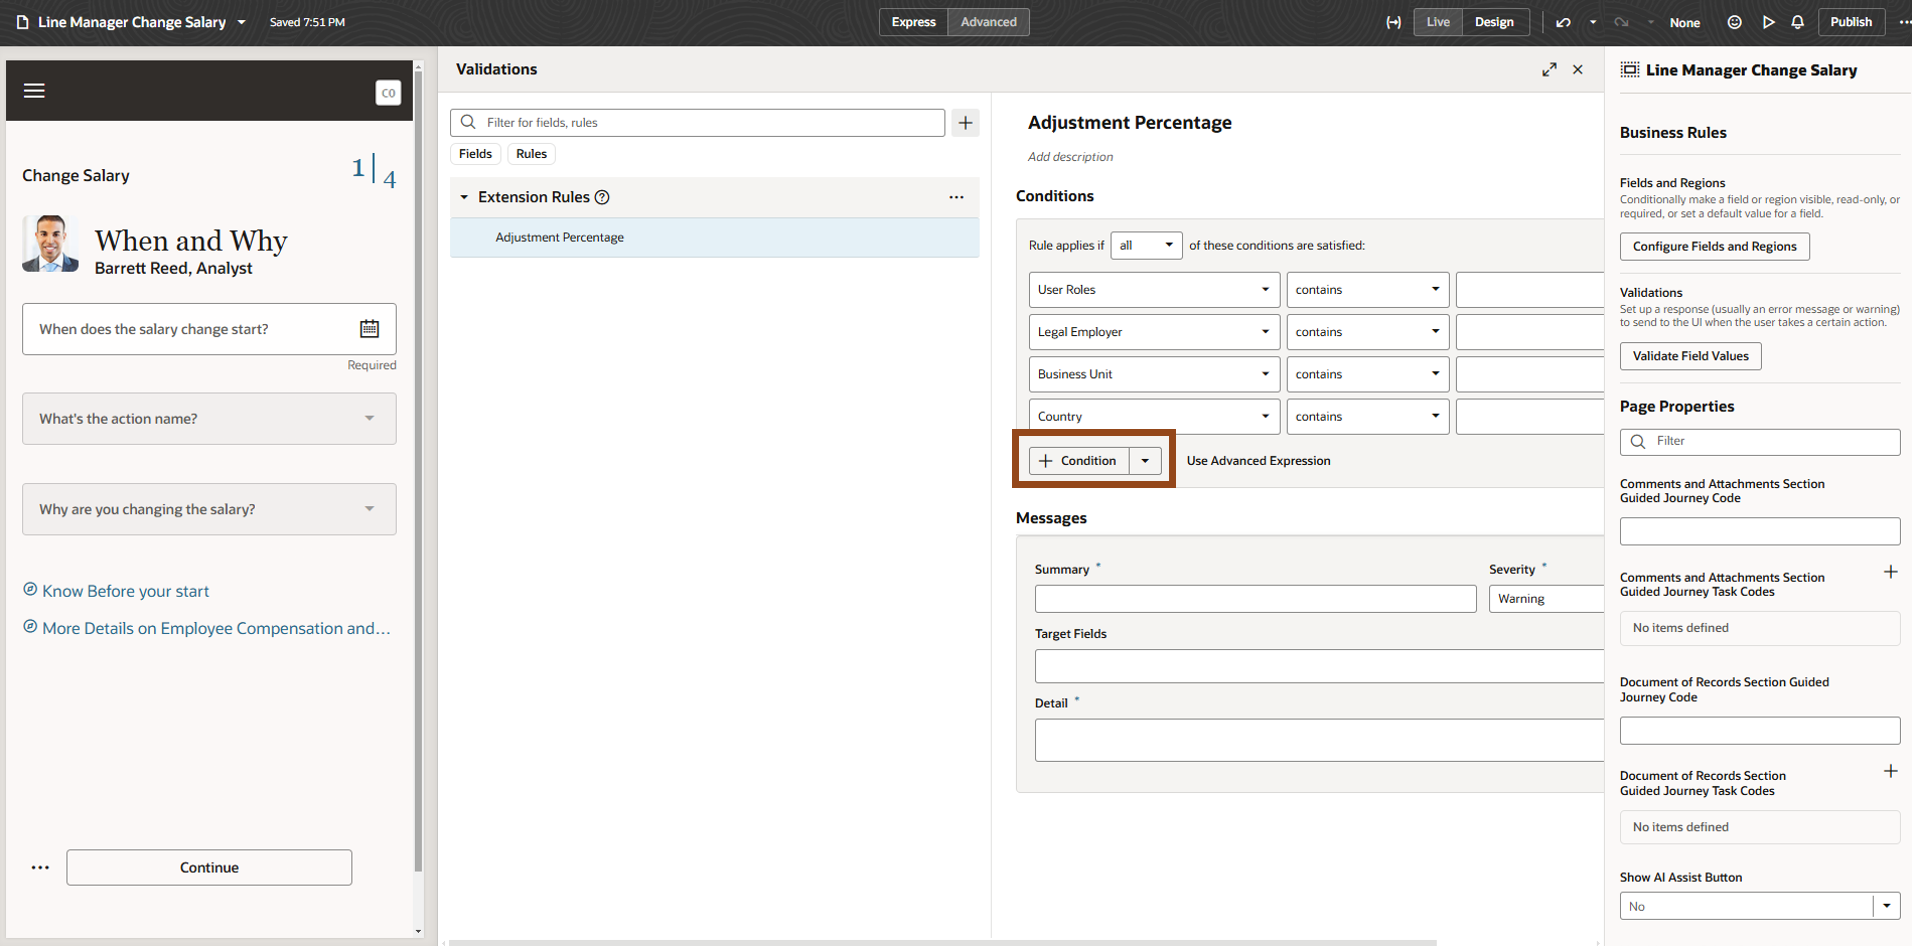 Line Manager Change Salary
Saved 7:51 PM
Express
Advanced
Live
Design
None
Publish
CO
Change Salary
1
4
When and Why
Barrett Reed, Analyst
When does the salary change start?
Required
What's the action name?
Why are you changing the salary?
Know Before your start
More Details on Employee Compensation and...
Continue
Validations
Filter for fields, rules
Fields
Rules
Extension Rules
Adjustment Percentage
Adjustment Percentage
Add description
Conditions
Rule applies if all of these conditions are satisfied:
User Roles contains
Legal Employer contains
Business Unit contains
Country contains
Condition
Use Advanced Expression
Messages
Summary *
Severity *
Warning
Target Fields
Detail *
Line Manager Change Salary
Business Rules
Fields and Regions
Conditionally make a field or region visible, read-only, or
required, or set a default value for a field.
Configure Fields and Regions
Validations
Set up a response (usually an error message or warning)
to send to the UI when the user takes a certain action.
Validate Field Values
Page Properties
Filter
Comments and Attachments Section
Guided Journey Code
Comments and Attachments Section
Guided Journey Task Codes
No items defined
Document of Records Section Guided
Journey Code
Document of Records Section
Guided Journey Task Codes
No items defined
Show AI Assist Button
No